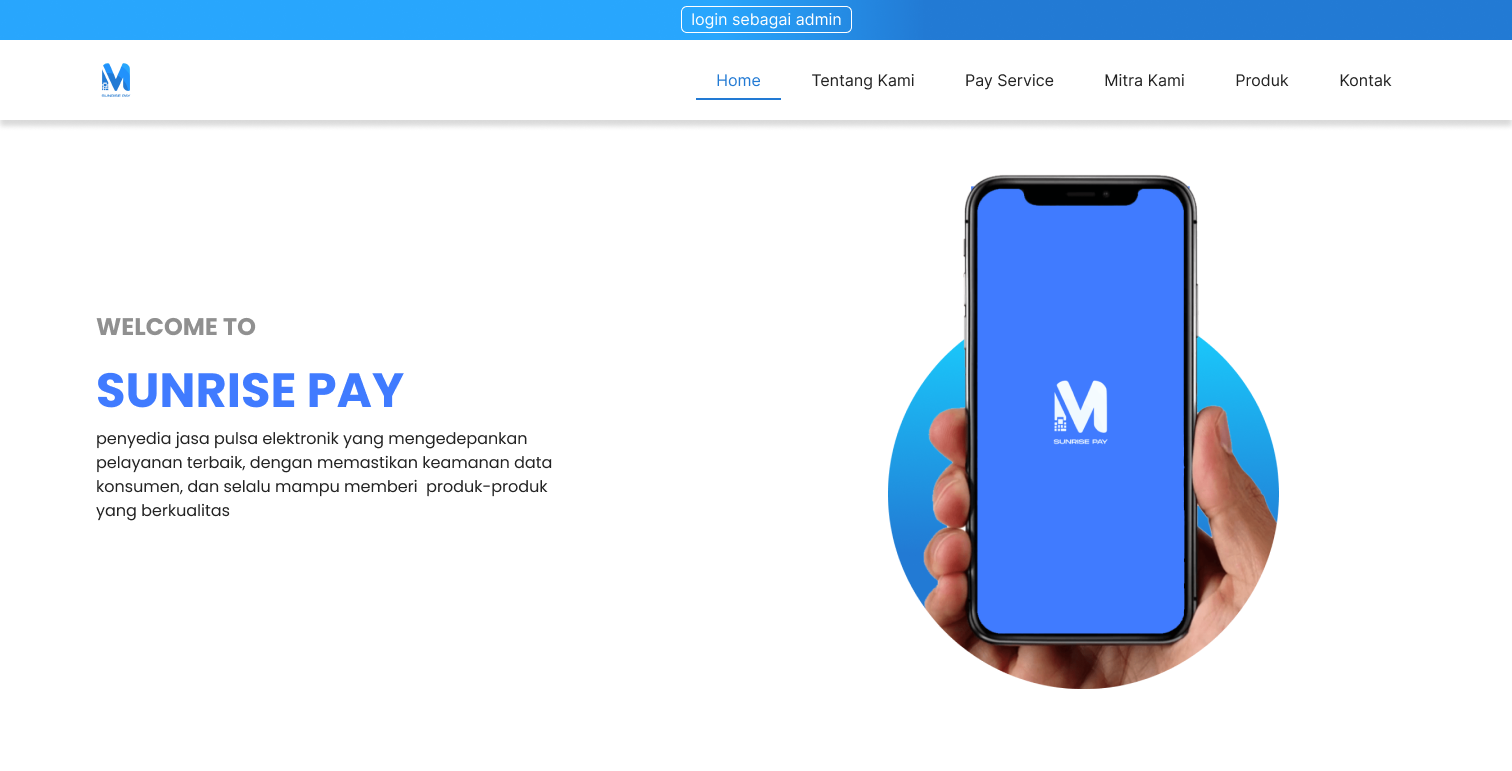 login sebagai admin
SUNRISE PAY
Home Tentang Kami Pay Service Mitra Kami Produk Kontak
WELCOME TO
SUNRISE PAY
penyedia jasa pulsa elektronik yang mengedepankan
pelayanan terbaik, dengan memastikan keamanan data
konsumen, dan selalu mampu memberi  produk-produk
yang berkualitas
SUNRISE PAY